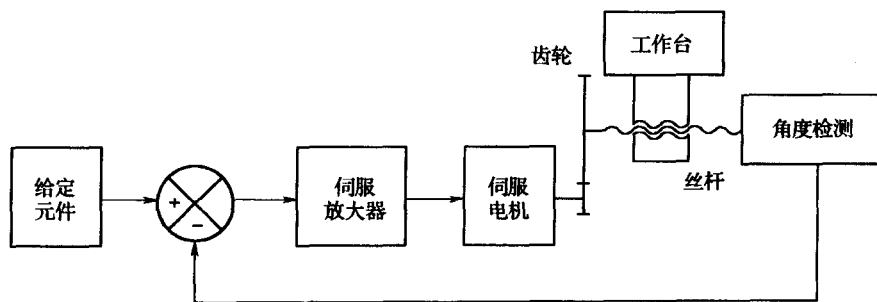 工作台
齿轮
角度检测
丝杆
给定
元件
+
−
伺服
放大器
伺服
电机